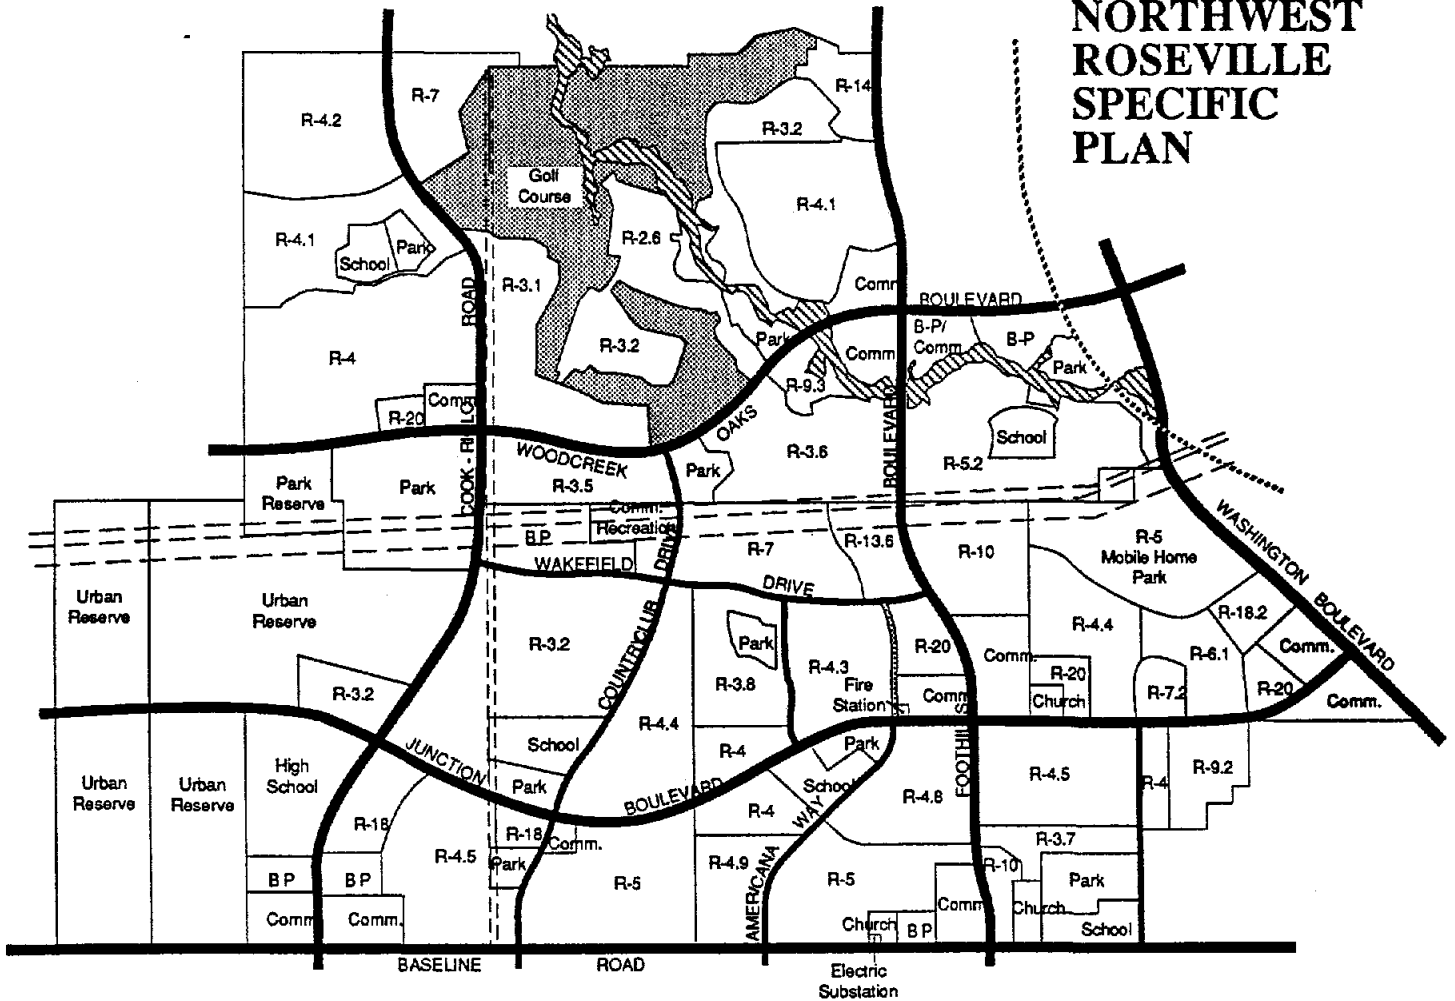 NORTHWEST
ROSEVILLE
SPECIFIC
PLAN
R-7
R-14
R-4.2
R-3.2
Golf
Course
R-4.1
R-4.1
Park
School
R-2.6
R-3.1
Comm
ROAD
BOULEVARD
B-P/
Comm
B-P
Park
R-3.2
R-4
Comm
Park
R-9.3
Comm
R-20
COOK - RIOLO
OAKS
BOULEVARD
School
R-3.6
R-5.2
WOODCREEK
Park
Park
Reserve
Park
R-3.5
Comm.
Recreation
B P
R-7
R-13.6
R-10
R-5
Mobile Home
Park
WASHINGTON BOULEVARD
WAKEFIELD
DRIVE
DRIVE
Urban
Reserve
Urban
Reserve
R-18.2
R-4.4
R-3.2
COUNTRY CLUB
Park
R-20
Comm.
Comm.
R-6.1
R-4.3
R-3.8
Fire
Station
R-20
Church
R-7.2
R-20
Comm.
R-3.2
Comm
R-4.4
FOOTHILLS
JUNCTION
School
R-4
Park
High
School
Urban
Reserve
Urban
Reserve
Park
School
R-4.5
R-4
R-9.2
BOULEVARD
R-4.8
R-4
WAY
R-18
R-18
Comm.
R-3.7
R-4.5
Park
R-4.9
R-5
R-5
R-10
Park
B P
B P
AMERICANA
Comm
Comm.
Church
B P
Comm
Church
School
BASELINE
ROAD
Electric
Substation